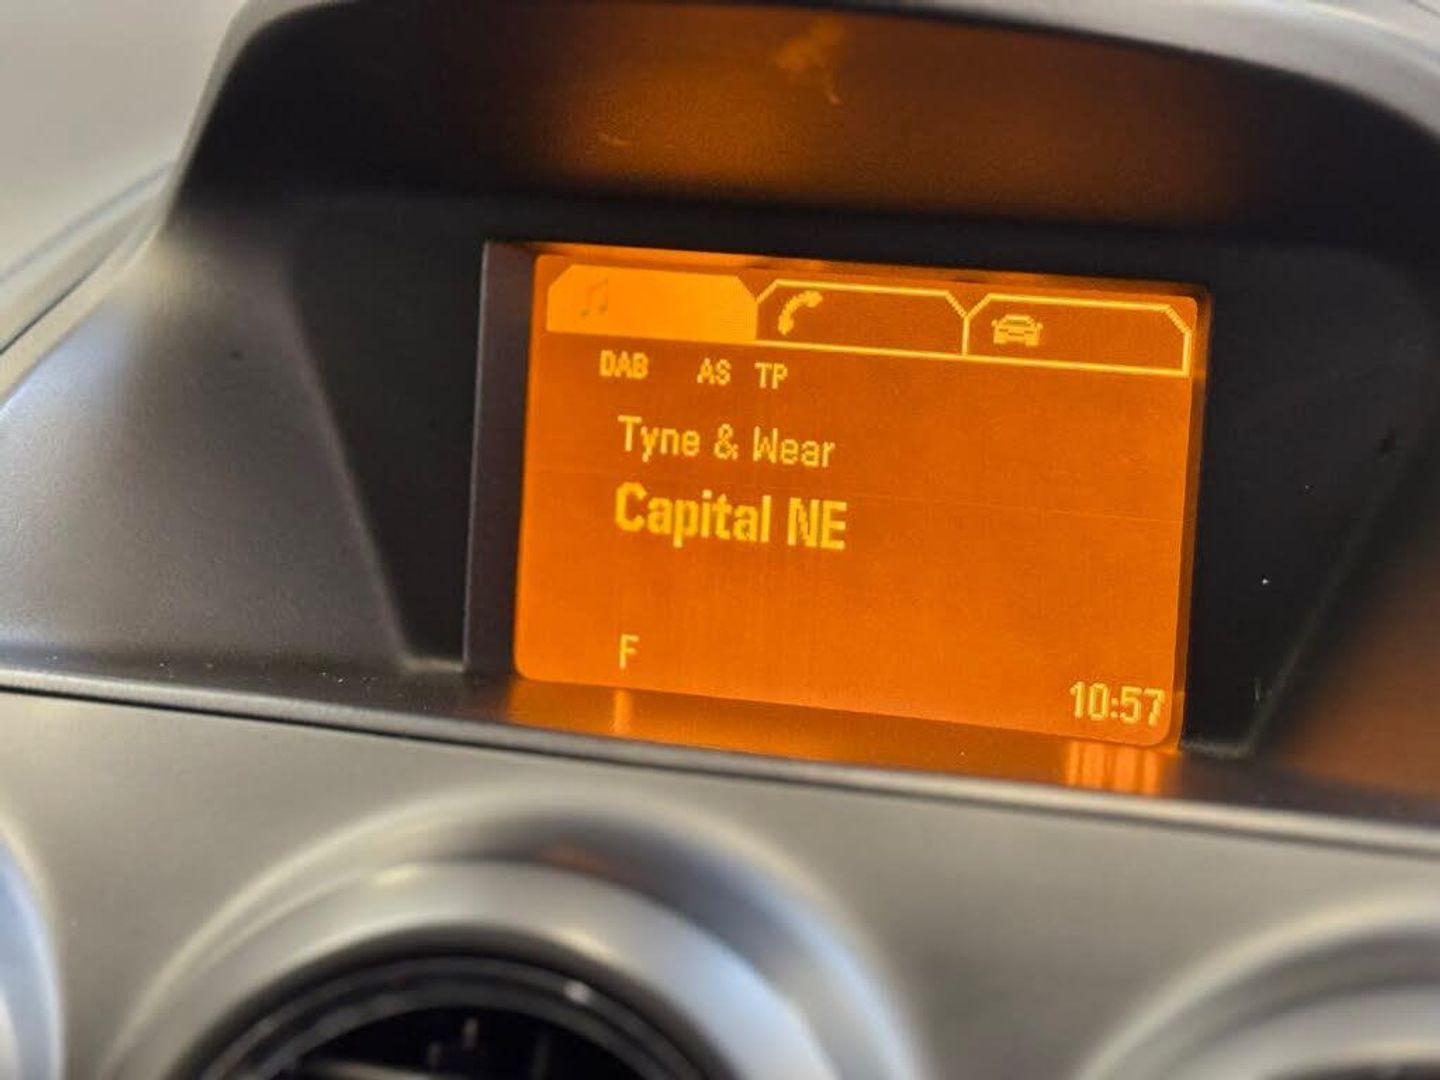 DAB AS TP
Tyne & Wear
Capital NE
F
10:57